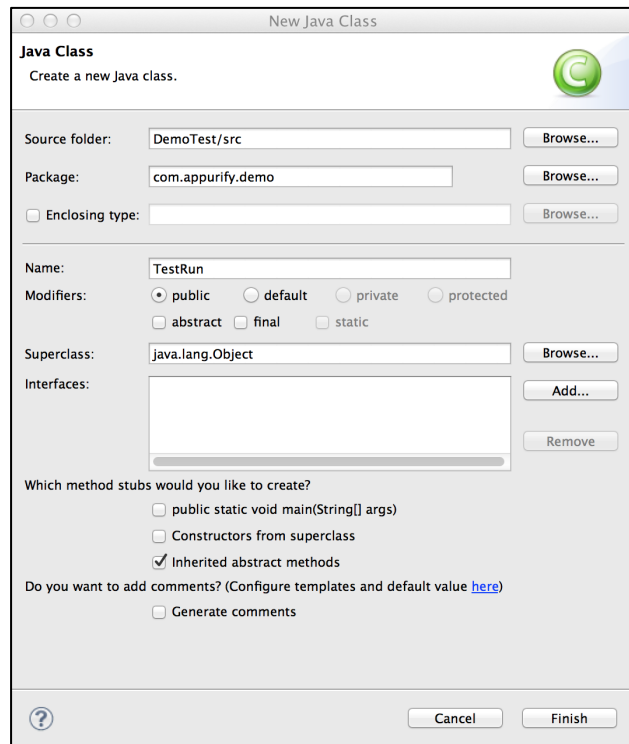 New Java Class
Java Class
Create a new Java class.
C
Source folder: DemoTest/src Browse...
Package: com.appurify.demo Browse...
Enclosing type: Browse...
Name: TestRun
Modifiers: public default private protected
abstract final static
Superclass: java.lang.Object Browse...
Interfaces: Add...
Remove
Which method stubs would you like to create?
public static void main(String[] args)
Constructors from superclass
Inherited abstract methods
Do you want to add comments? (Configure templates and default value here)
Generate comments
? Cancel Finish